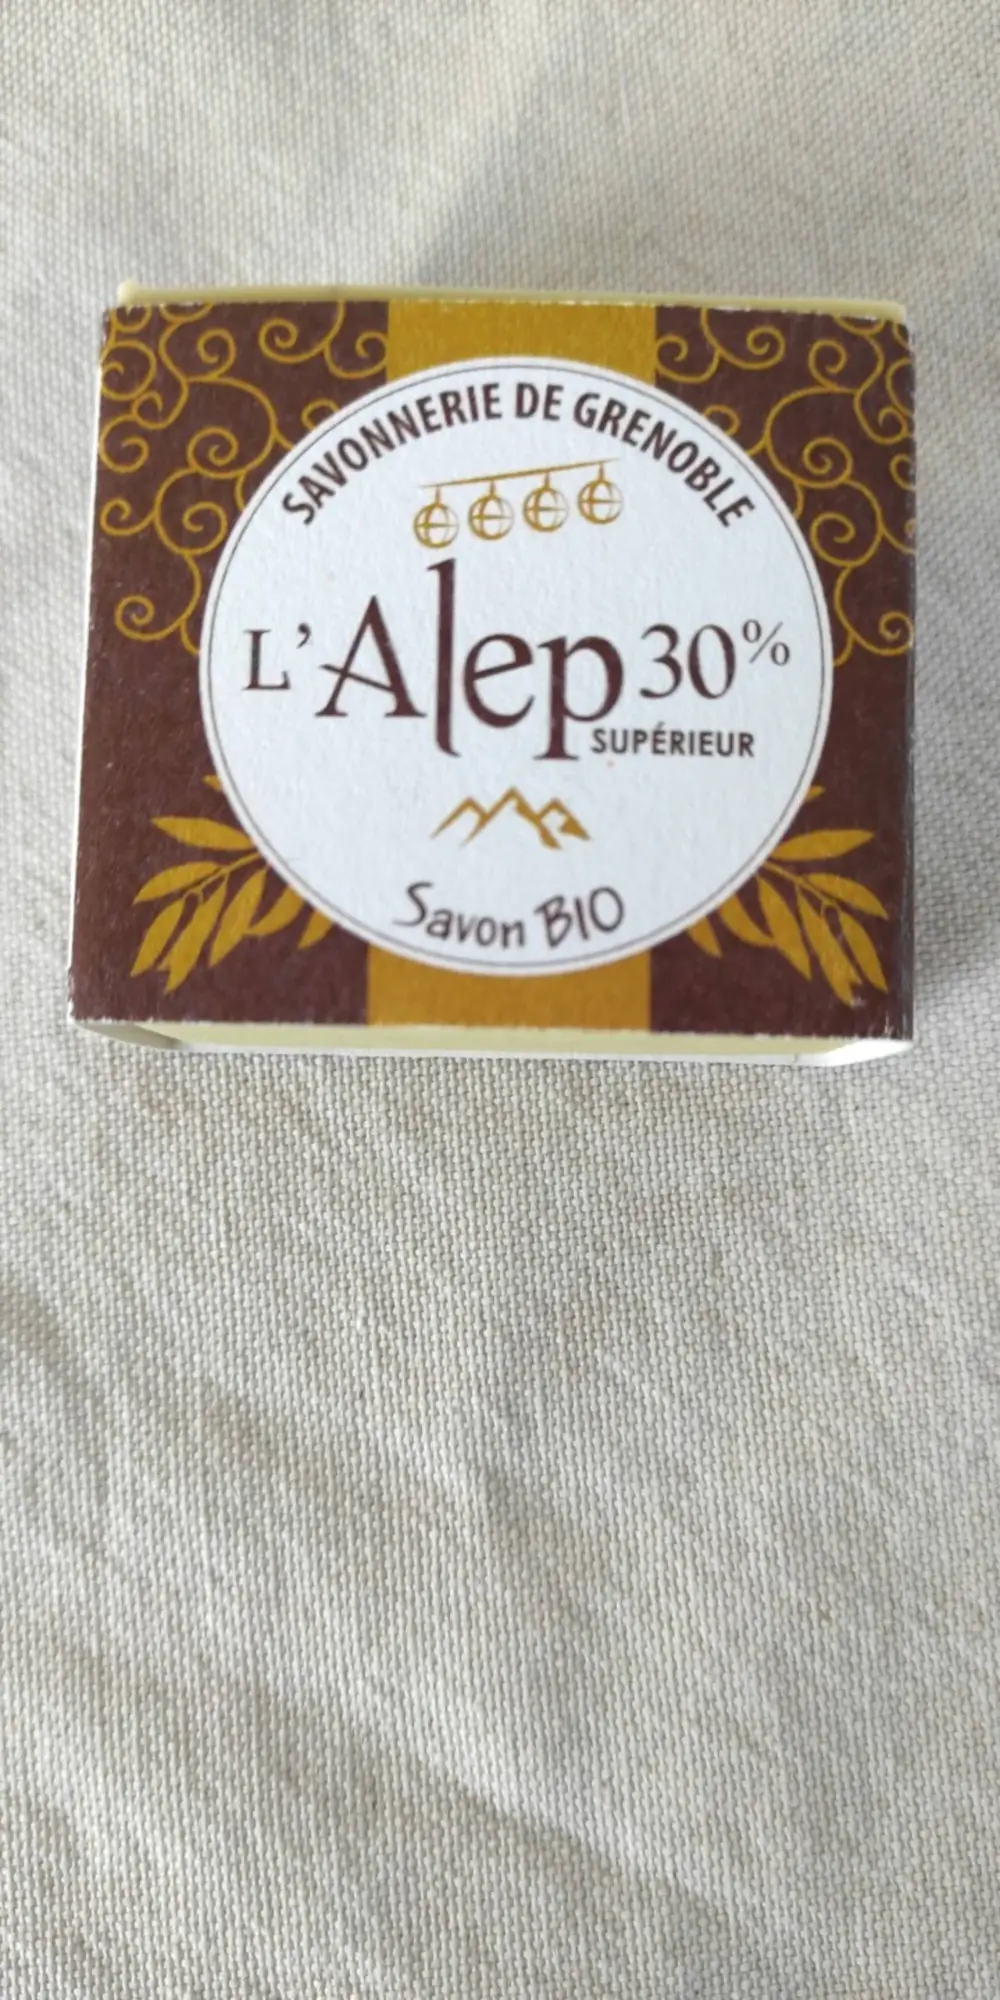 SAVONNERIE DE GRENOBLE
L'Alep 30%
SUPÉRIEUR
Savon BIO